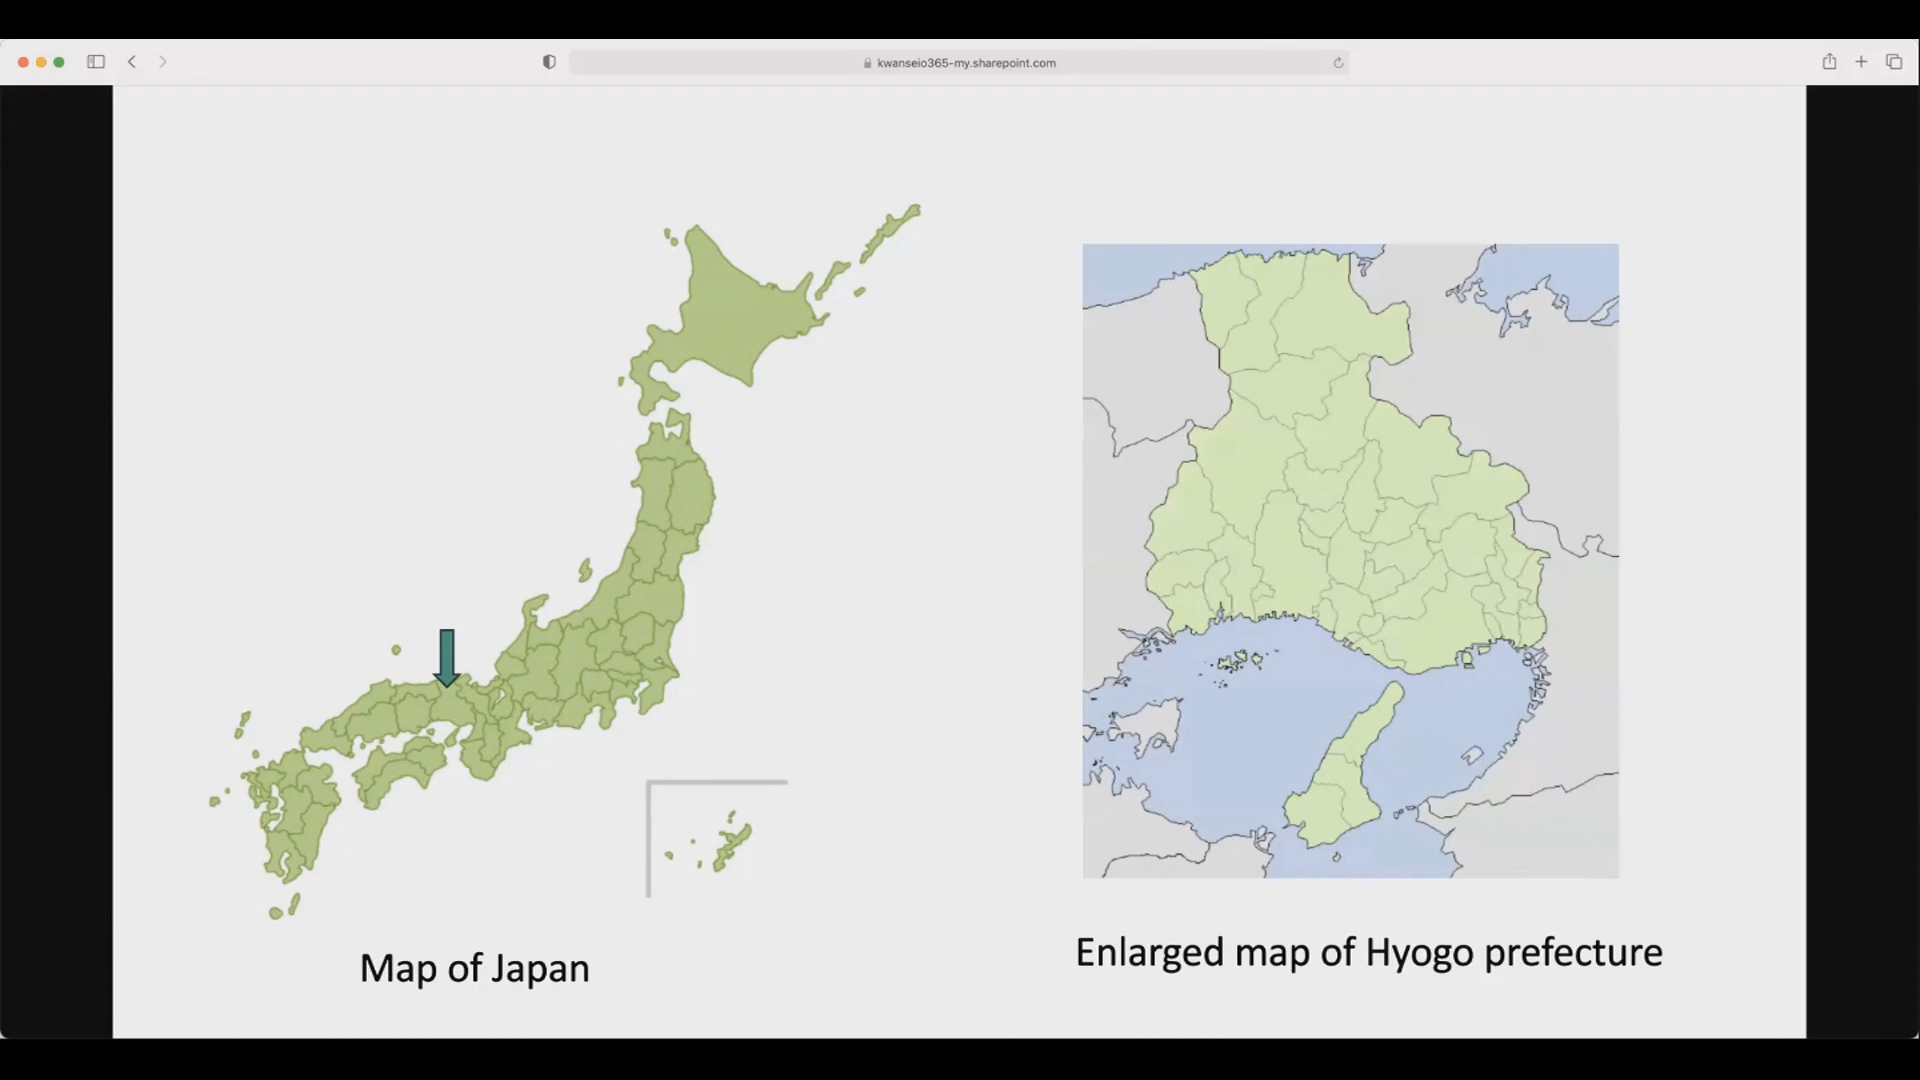 kwanseio365-my.sharepoint.com
Map of Japan
Enlarged map of Hyogo prefecture